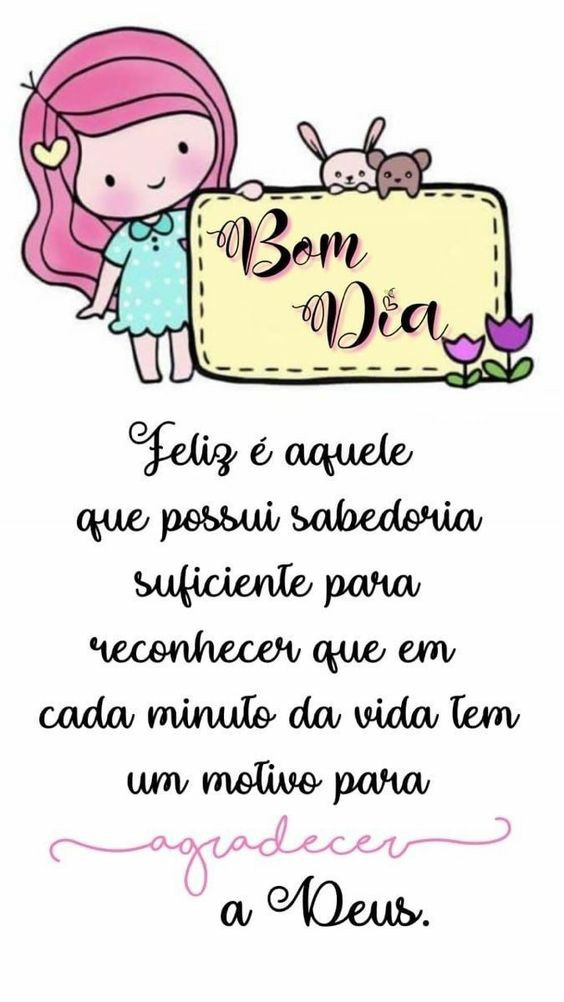 Bom
Dia
Feliz é aquele
que possui sabedoria
suficiente para
reconhecer que em
cada minuto da vida tem
um motivo para
agradecer
a Deus.